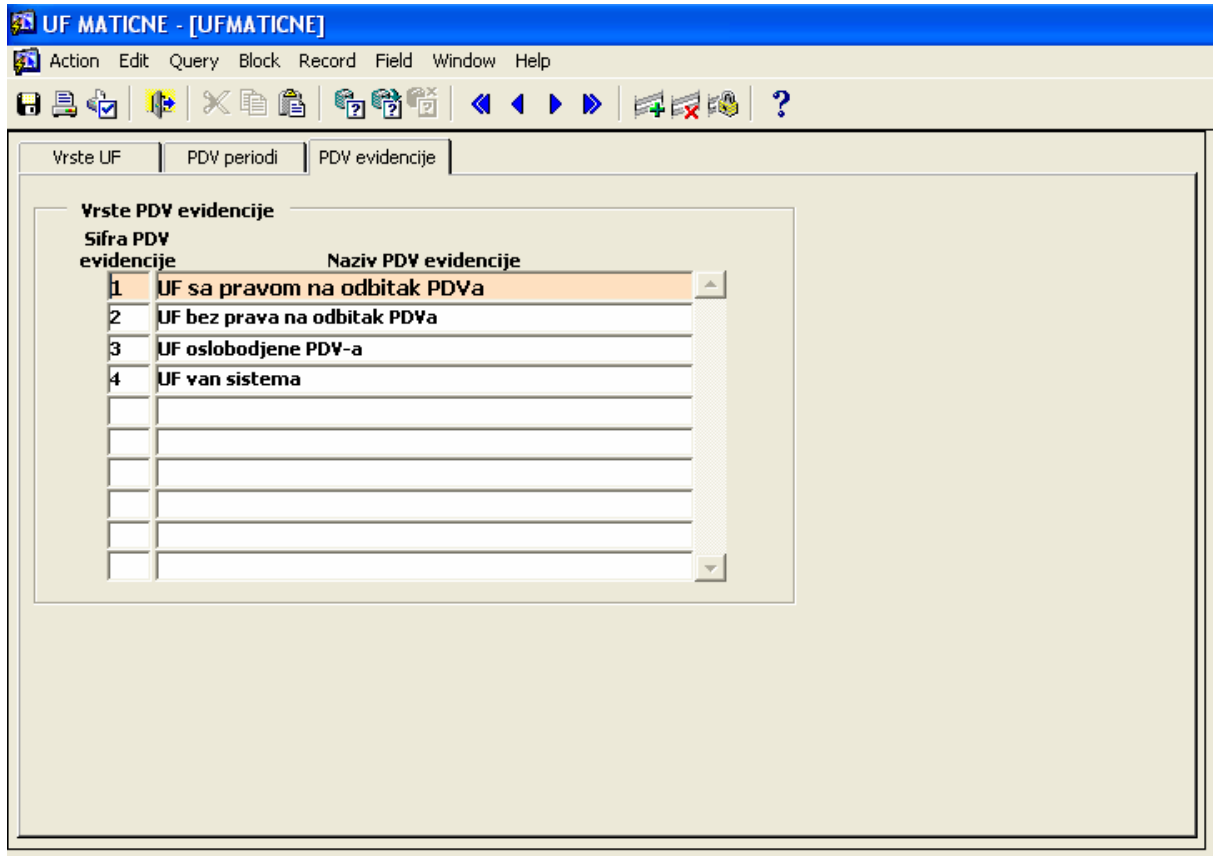 UF MATICNE - [UFMATICNE]
Action Edit Query Block Record Field Window Help
?
Vrste UF PDV periodi PDV evidencije
Vrste PDV evidencije
Sifra PDV
evidencije Naziv PDV evidencije
1 UF sa pravom na odbitak PDVa
2 UF bez prava na odbitak PDVa
3 UF oslobodjene PDV-a
4 UF van sistema